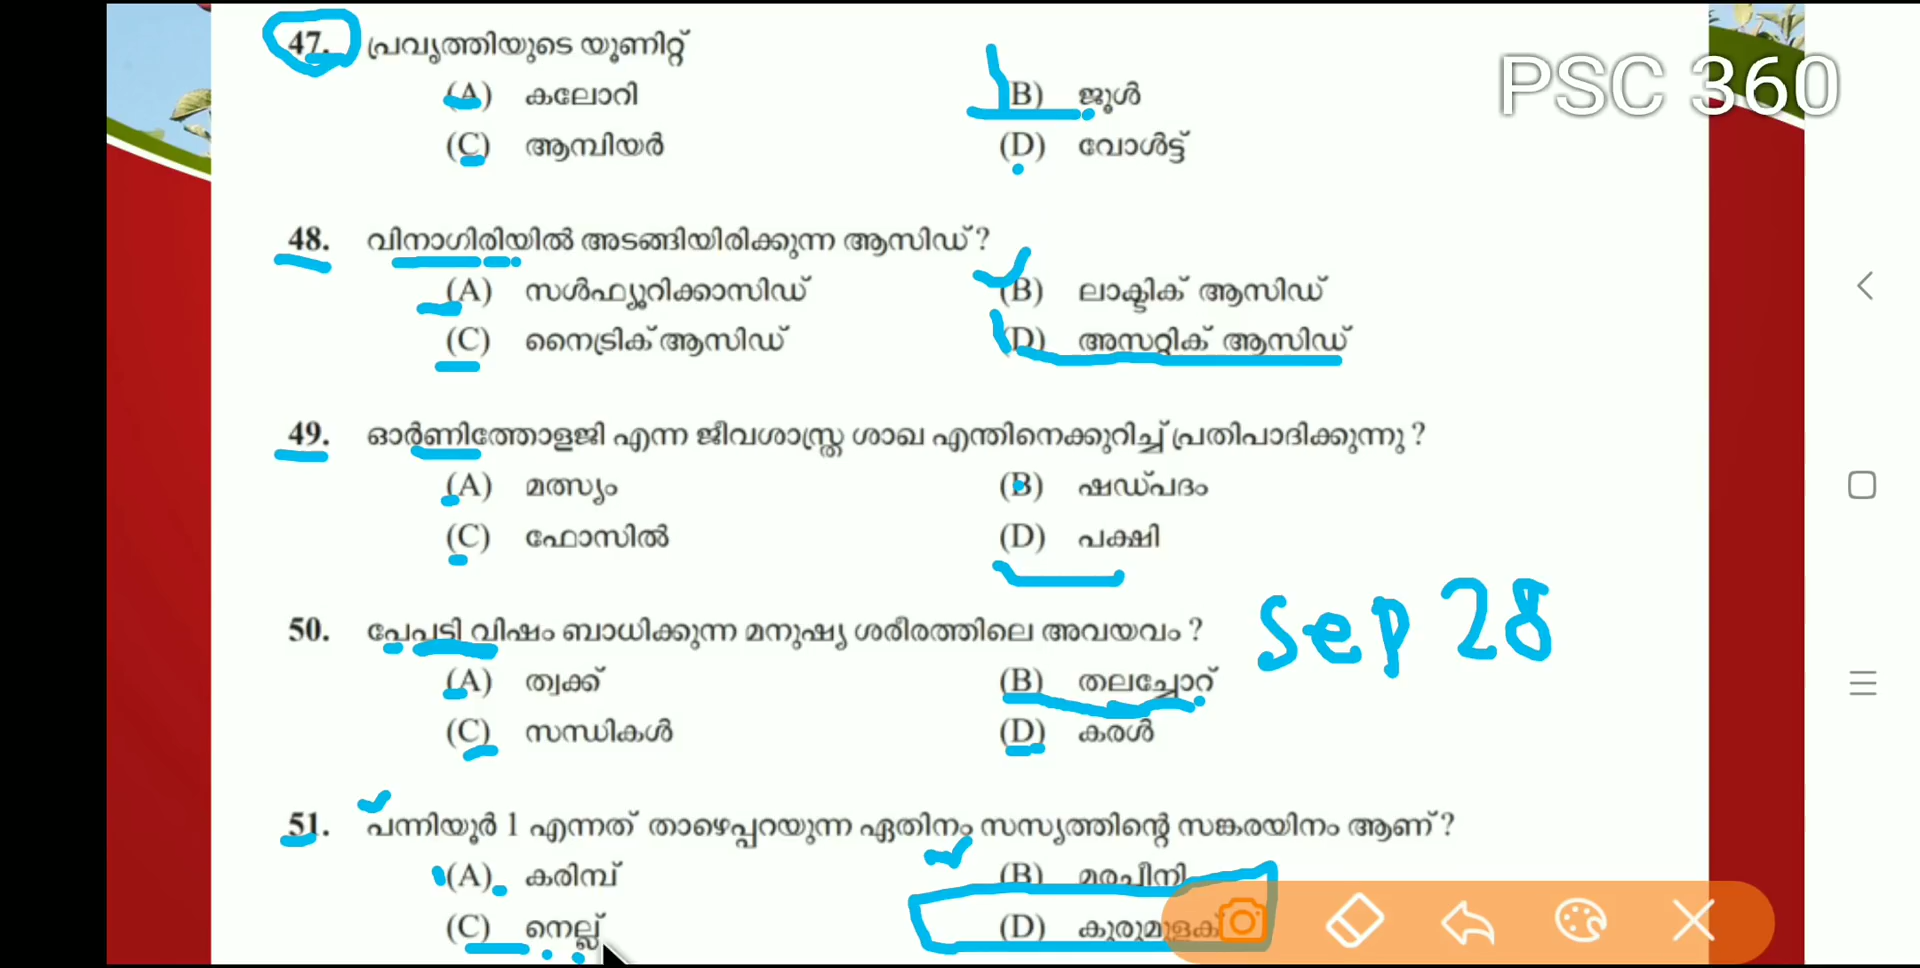 PSC 360
47. പ്രവൃത്തിയുടെ യൂണിറ്റ്
(A) കലോറി (B) ജൂൾ
(C) ആമ്പിയർ (D) വോൾട്ട്
48. വിനാഗിരിയിൽ അടങ്ങിയിരിക്കുന്ന ആസിഡ് ?
(A) സൾഫ്യൂറിക്കാസിഡ് (B) ലാക്ടിക് ആസിഡ്
(C) നൈട്രിക് ആസിഡ് (D) അസറ്റിക് ആസിഡ്
49. ഓർണിത്തോളജി എന്ന ജീവശാസ്ത്ര ശാഖ എന്തിനെക്കുറിച്ച് പ്രതിപാദിക്കുന്നു ?
(A) മത്സ്യം (B) ഷഡ്പദം
(C) ഫോസിൽ (D) പക്ഷി
50. പേപ്പടി വിഷം ബാധിക്കുന്ന മനുഷ്യ ശരീരത്തിലെ അവയവം ? Sep 28
(A) ത്വക്ക് (B) തലച്ചോറ്
(C) സന്ധികൾ (D) കരൾ
51. പന്നിയൂർ 1 എന്നത് താഴെപ്പറയുന്ന ഏതിനം സസ്യത്തിന്റെ സങ്കരയിനം ആണ് ?
(A) കരിമ്പ് (B) മരച്ചീനി
(C) നെല്ല് (D) കുരുമുളക്